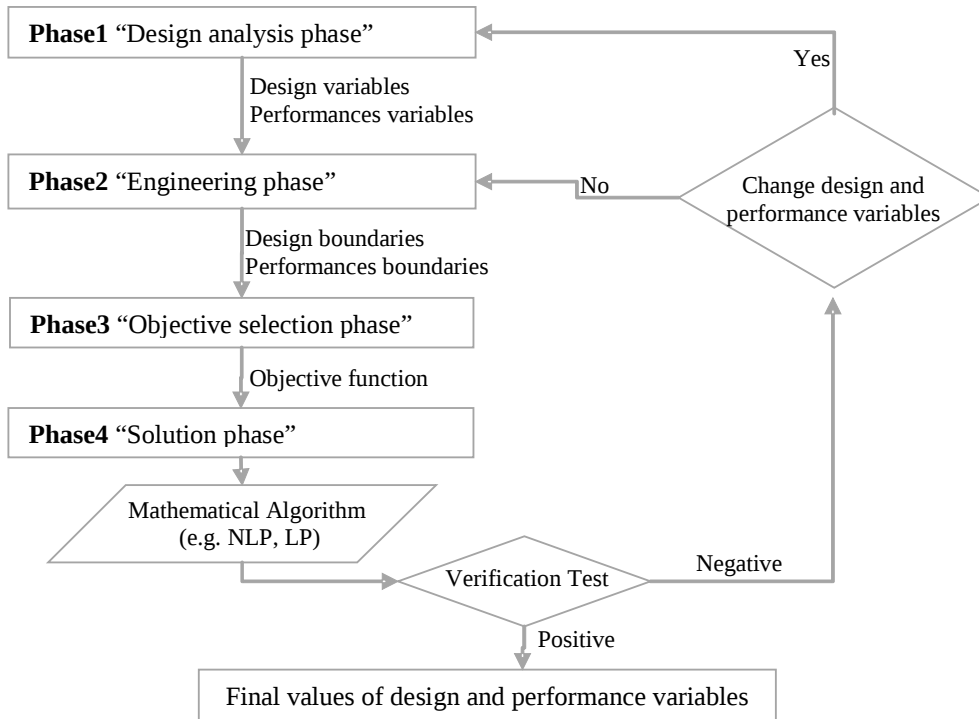 Phase1 “Design analysis phase”
Yes
Design variables
Performances variables
Phase2 “Engineering phase”
No
Change design and
performance variables
Design boundaries
Performances boundaries
Phase3 “Objective selection phase”
Objective function
Phase4 “Solution phase”
Mathematical Algorithm
(e.g. NLP, LP)
Verification Test
Negative
Positive
Final values of design and performance variables